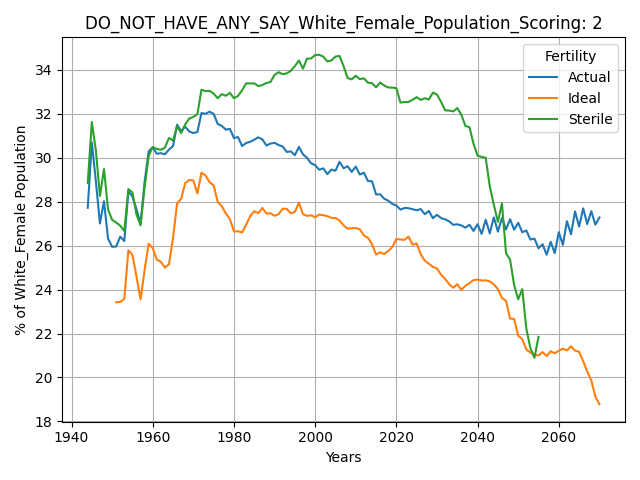 DO_NOT_HAVE_ANY_SAY_White_Female_Population_Scoring: 2
Fertility
Actual
Ideal
Sterile
% of White_Female Population
34
32
30
28
26
24
22
20
18
1940 1960 1980 2000 2020 2040 2060
Years